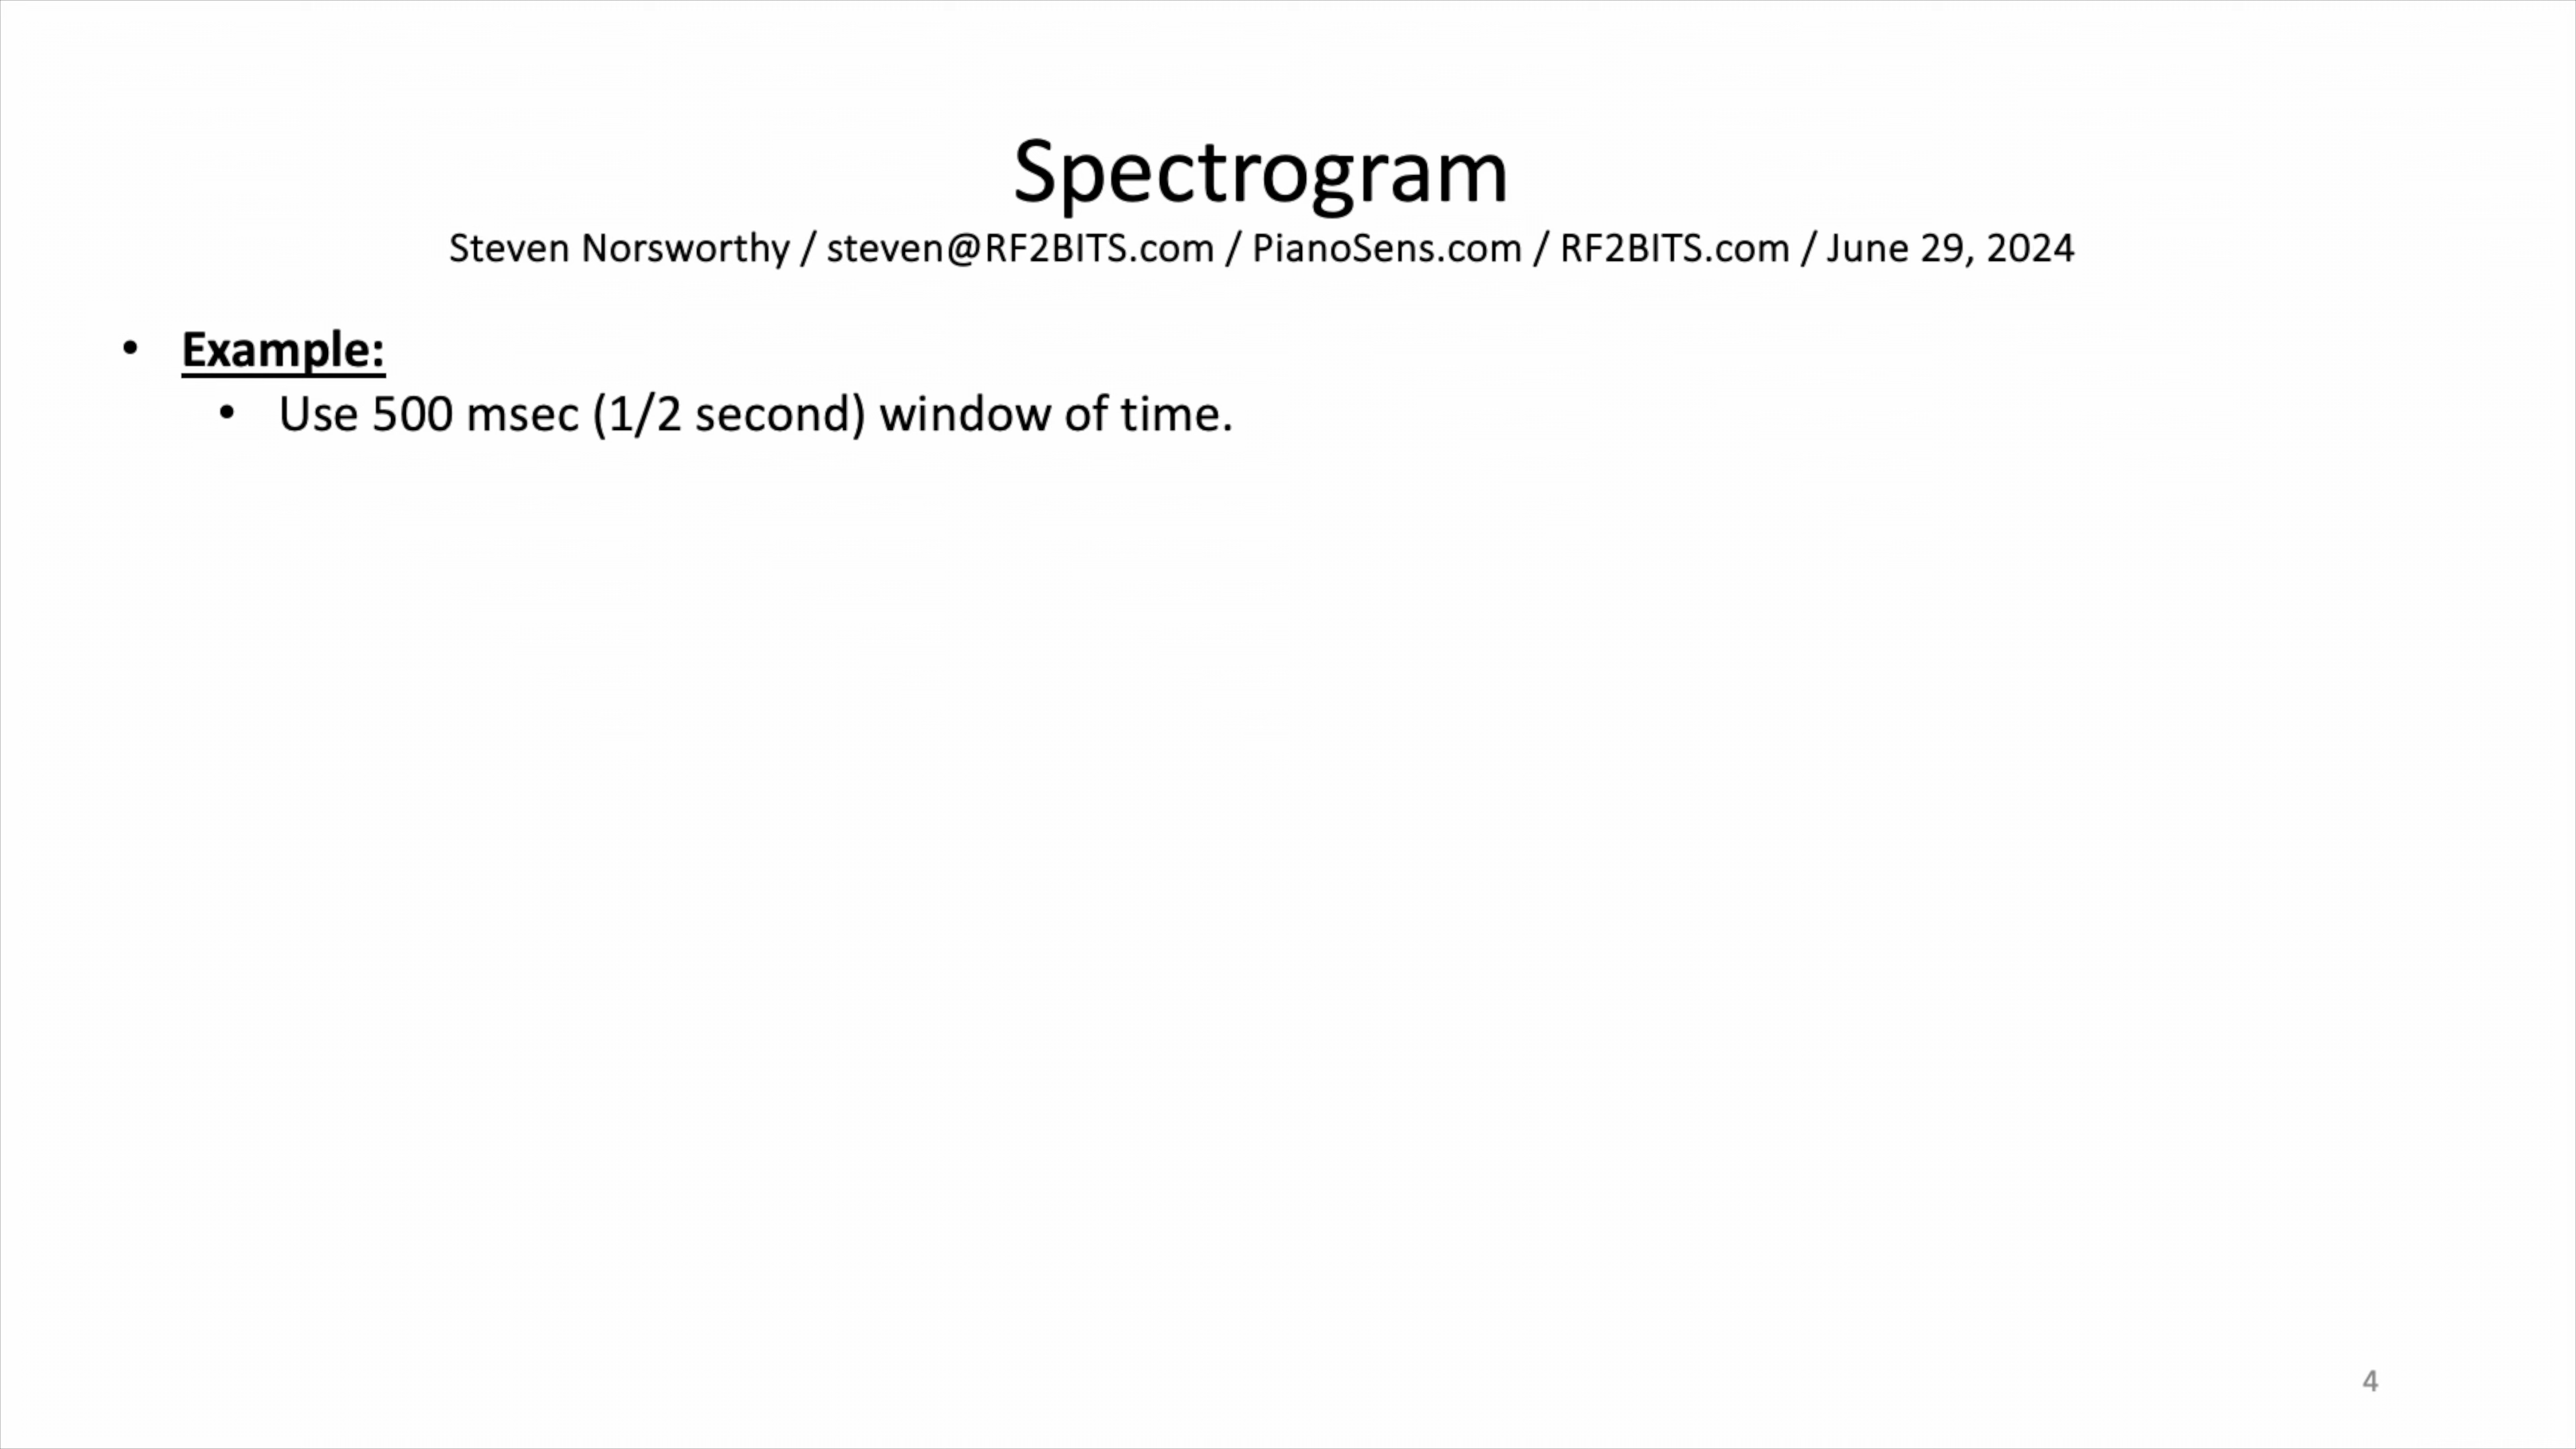 Spectrogram
Steven Norsworthy / steven@RF2BITS.com / PianoSens.com / RF2BITS.com / June 29, 2024
• Example:
• Use 500 msec (1/2 second) window of time.
4